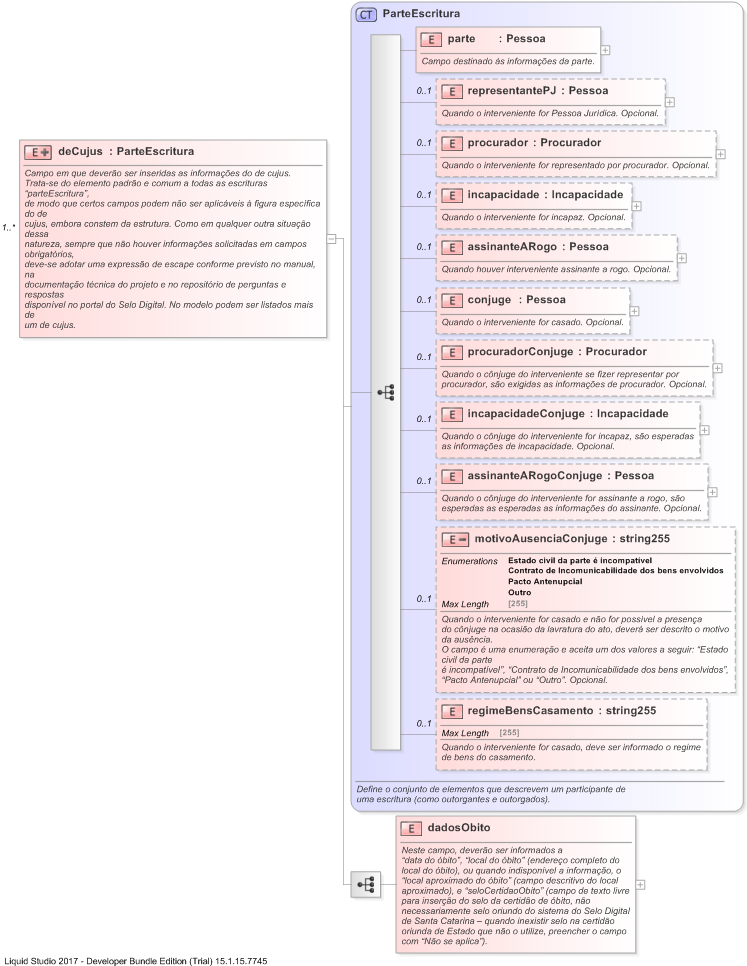 CT ParteEscritura
E parte : Pessoa
Campo destinado às informações da parte.
0..1
E representantePJ : Pessoa
Quando o interveniente for Pessoa Jurídica. Opcional.
0..1
E procurador : Procurador
Quando o interveniente for representado por procurador. Opcional.
1..*
E deCujus : ParteEscritura
Campo em que deverão ser inseridas as informações do de cujus.
Trata-se do elemento padrão e comum a todas as escrituras
“parteEscritura”,
de modo que certos campos podem não ser aplicáveis à figura específica
do de
cujus, embora constem da estrutura. Como em qualquer outra situação
dessa
natureza, sempre que não houver informações solicitadas em campos
obrigatórios,
deve-se adotar uma expressão de escape conforme previsto no manual,
na
documentação técnica do projeto e no repositório de perguntas e
respostas
disponível no portal do Selo Digital. No modelo podem ser listados mais
de
um de cujus.
0..1
E incapacidade : Incapacidade
Quando o interveniente for incapaz. Opcional.
0..1
E assinanteARogo : Pessoa
Quando houver interveniente assinante a rogo. Opcional.
0..1
E conjuge : Pessoa
Quando o interveniente for casado. Opcional.
0..1
E procuradorConjuge : Procurador
Quando o cônjuge do interveniente se fizer representar por
procurador, são exigidas as informações de procurador. Opcional.
0..1
E incapacidadeConjuge : Incapacidade
Quando o cônjuge do interveniente for incapaz, são esperadas
as informações de incapacidade. Opcional.
0..1
E assinanteARogoConjuge : Pessoa
Quando o cônjuge do interveniente for assinante a rogo, são
esperadas as esperadas as informações do assinante. Opcional.
0..1
E motivoAusenciaConjuge : string255
Enumerations Estado civil da parte é incompatível
Contrato de Incomunicabilidade dos bens envolvidos
Pacto Antenupcial
Outro
Max Length [255]
Quando o interveniente for casado e não for possível a presença
do cônjuge na ocasião da lavratura do ato, deverá ser descrito o motivo
da ausência.
O campo é uma enumeração e aceita um dos valores a seguir: “Estado
civil da parte
é incompatível”, “Contrato de Incomunicabilidade dos bens envolvidos”,
“Pacto Antenupcial” ou “Outro”. Opcional.
0..1
E regimeBensCasamento : string255
Max Length [255]
Quando o interveniente for casado, deve ser informado o regime
de bens do casamento.
Define o conjunto de elementos que descrevem um participante de
uma escritura (como outorgantes e outorgados).
E dadosObito
Neste campo, deverão ser informados a
“data do óbito”, “local do óbito” (endereço completo do
local do óbito), ou quando indisponível a informação, o
“local aproximado do óbito” (campo descritivo do local
aproximado), e “seloCertidaoObito” (campo de texto livre
para inserção do selo da certidão de óbito, não
necessariamente selo oriundo do sistema do Selo Digital
de Santa Catarina – quando inexistir selo na certidão
oriunda de Estado que não o utilize, preencher o campo
com “Não se aplica”).
Liquid Studio 2017 - Developer Bundle Edition (Trial) 15.1.15.7745